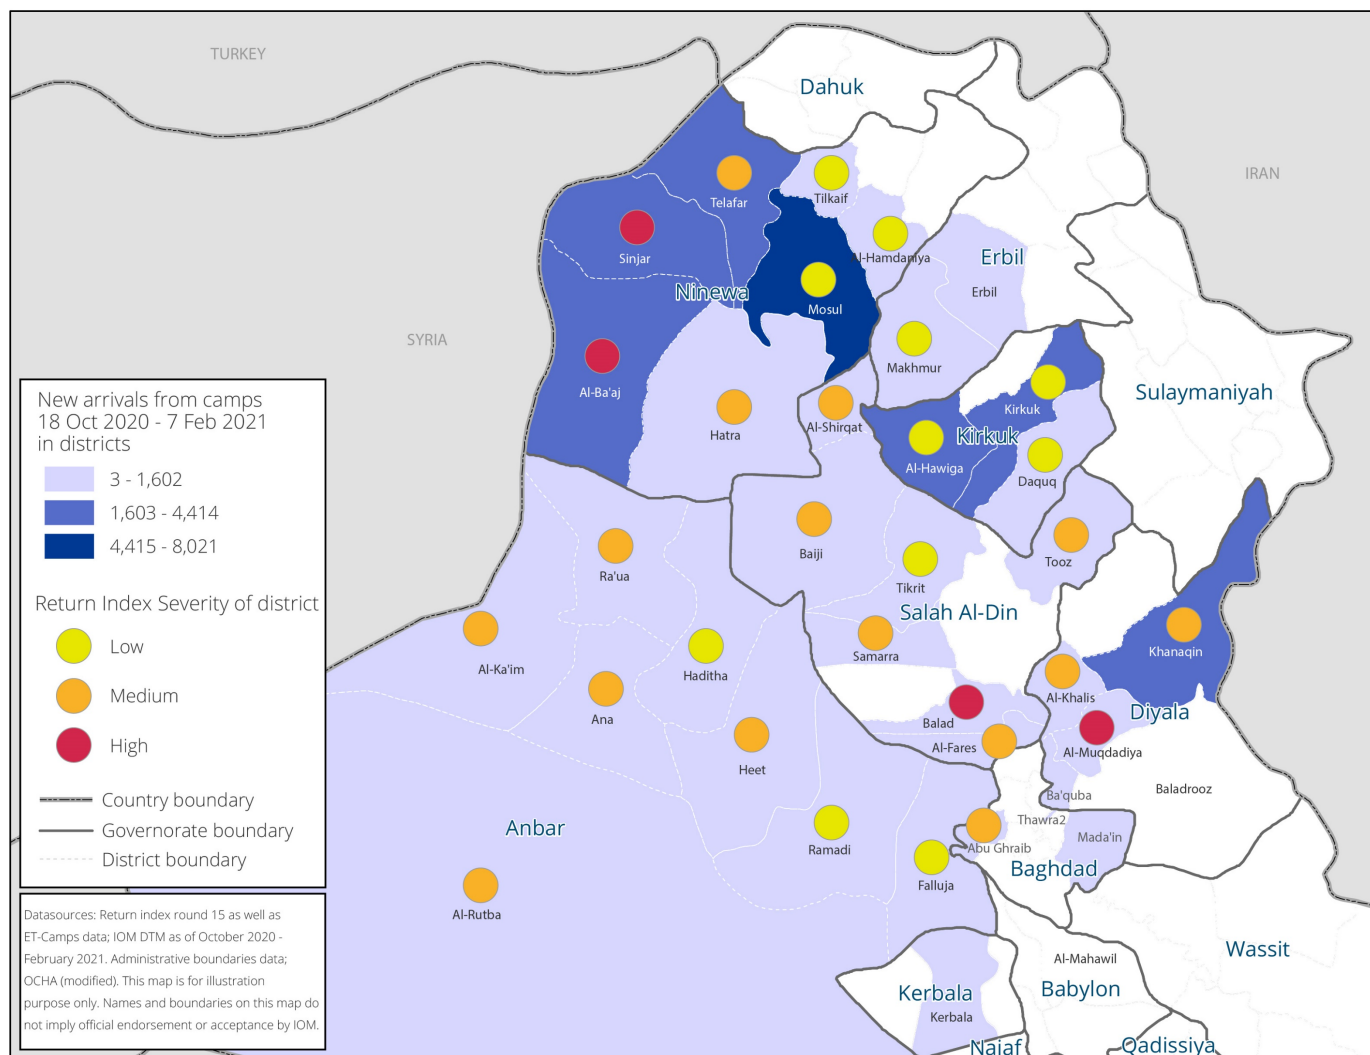 TURKEY
Dahuk
IRAN
Telafar
Tilkaif
Sinjar
Al-Hamdaniya
Erbil
Ninewa
Erbil
Mosul
SYRIA
Makhmur
Al-Ba'aj
Sulaymaniyah
Kirkuk
Hatra
Al-Shirqat
Kirkuk
Al-Hawiga
Daquq
Baiji
Tooz
Ra'ua
Tikrit
Salah Al-Din
Samarra
Khanaqin
Al-Ka'im
Haditha
Al-Khalis
Ana
Diyala
Balad
Al-Fares
Al-Muqdadiya
Heet
Baladrooz
Ba'quba
Thawra2
Anbar
Mada'in
Ramadi
Abu Ghraib
Baghdad
Falluja
Al-Rutba
Wassit
Al-Mahawil
Babylon
Kerbala
Kerbala
Najaf
Qadissiya
New arrivals from camps
18 Oct 2020 - 7 Feb 2021
in districts
3 - 1,602
1,603 - 4,414
4,415 - 8,021
Return Index Severity of district
Low
Medium
High
Country boundary
Governorate boundary
District boundary
Datasources: Return index round 15 as well as
ET-Camps data; IOM DTM as of October 2020 -
February 2021. Administrative boundaries data;
OCHA (modified). This map is for illustration
purpose only. Names and boundaries on this map do
not imply official endorsement or acceptance by IOM.